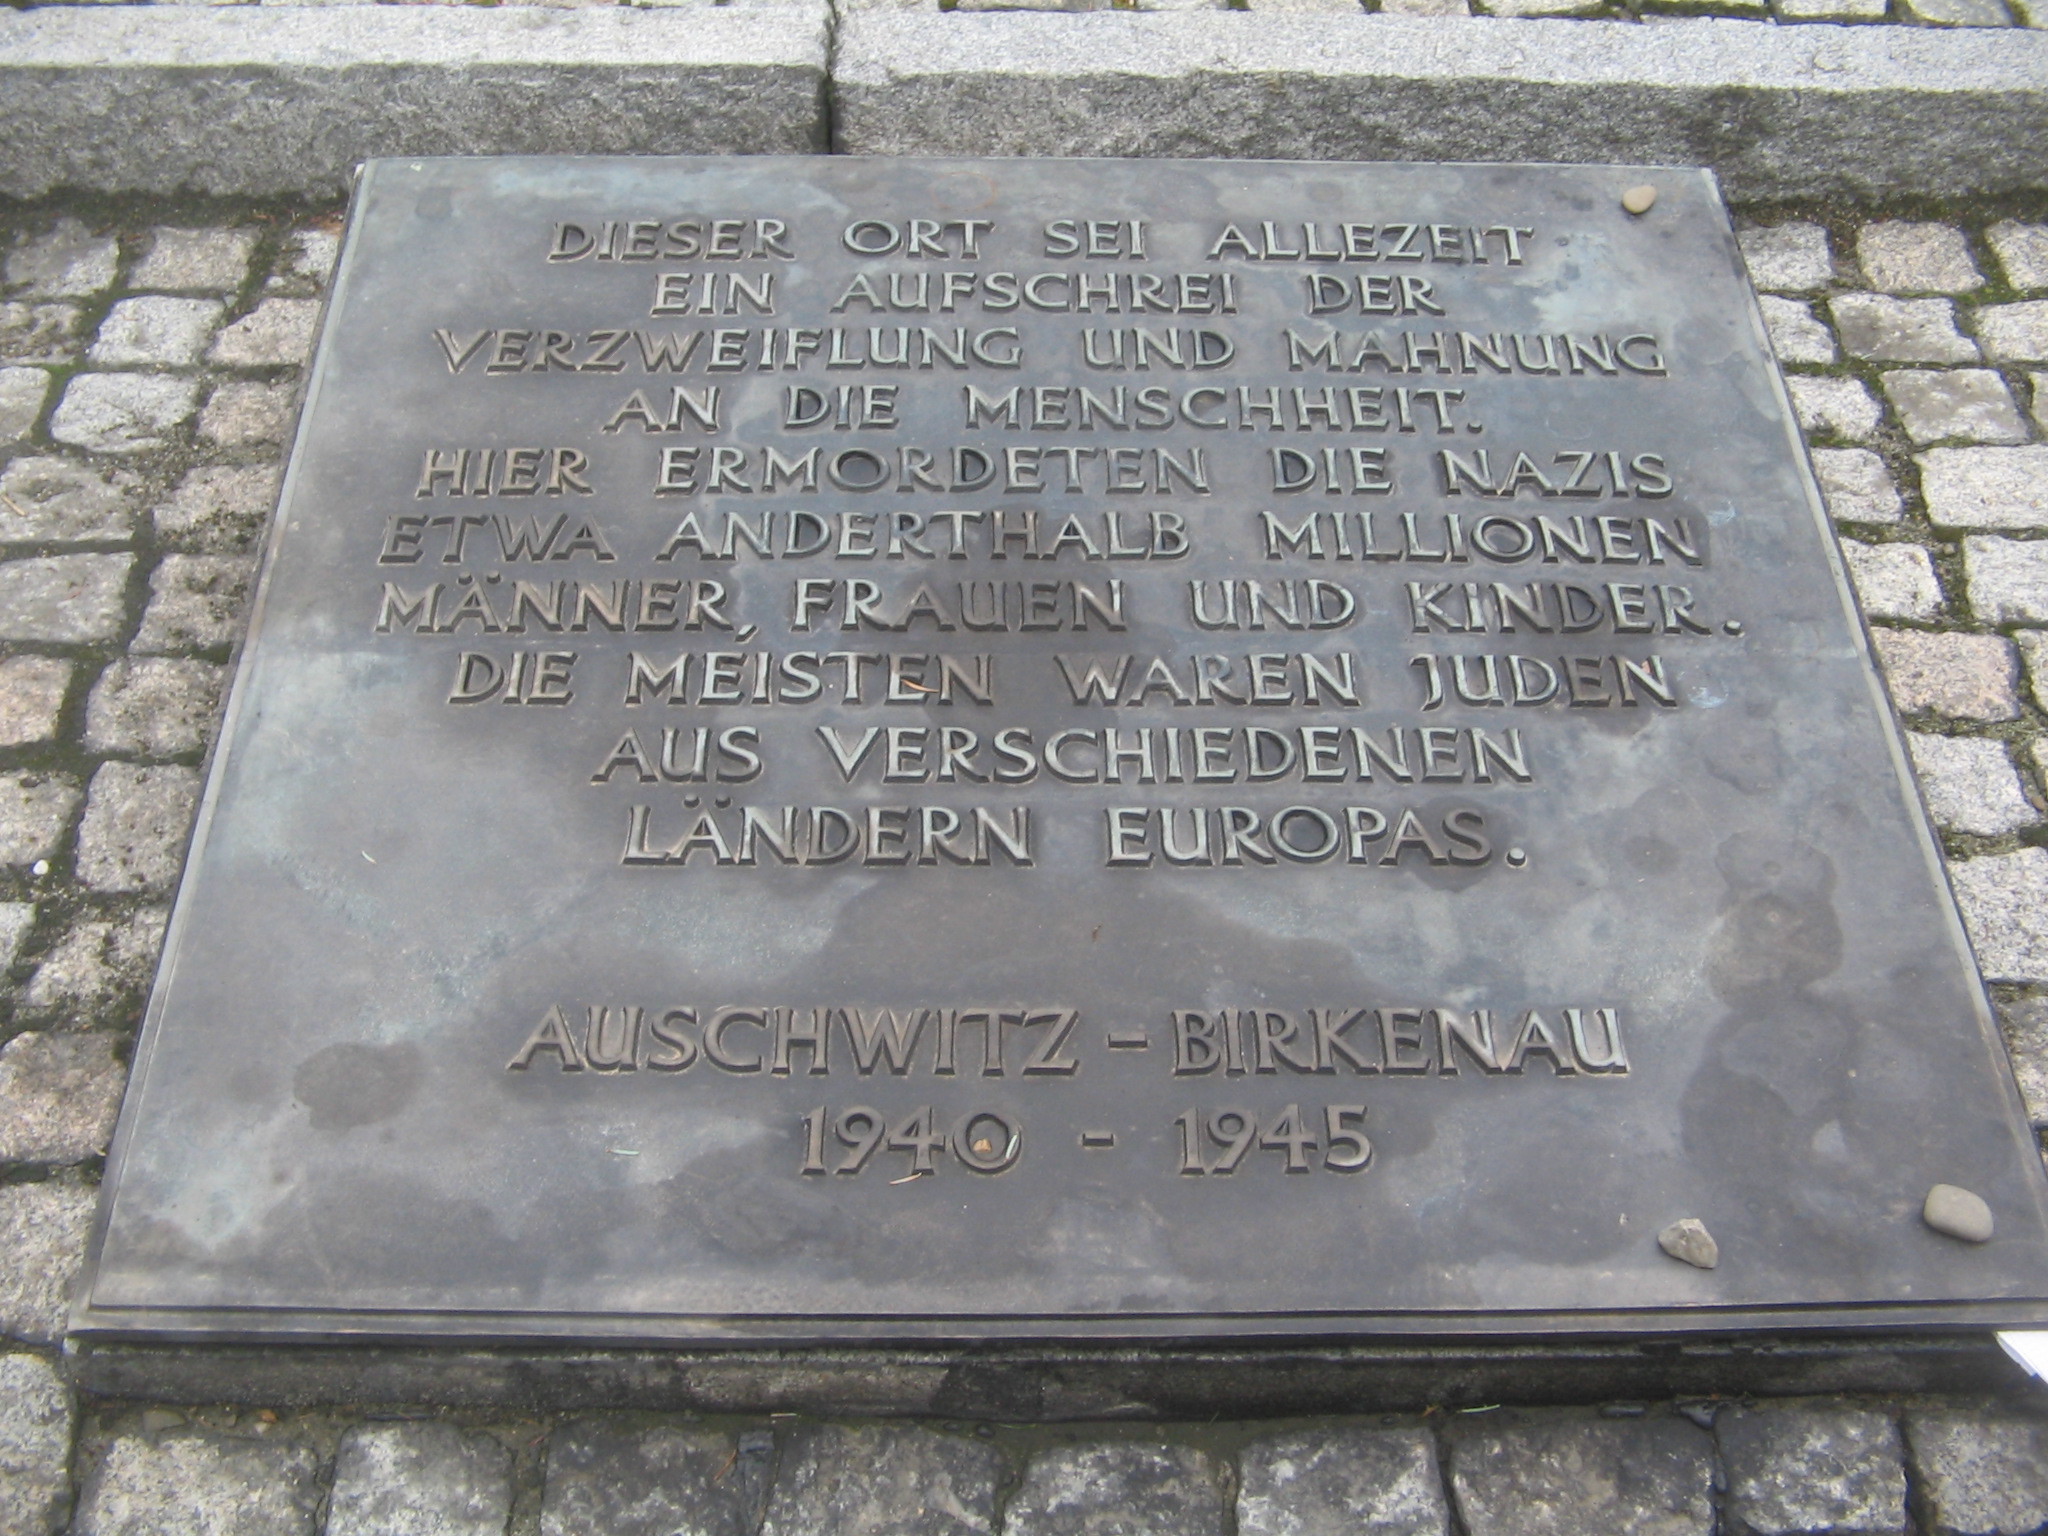 DIESER ORT SEI ALLEZEIT
EIN AUFSCHREI DER
VERZWEIFLUNG UND MAHNUNG
AN DIE MENSCHHEIT.
HIER ERMORDETEN DIE NAZIS
ETWA ANDERTHALB MILLIONEN
MÄNNER, FRAUEN UND KINDER.
DIE MEISTEN WAREN JUDEN
AUS VERSCHIEDENEN
LÄNDERN EUROPAS.
AUSCHWITZ - BIRKENAU
1940 - 1945